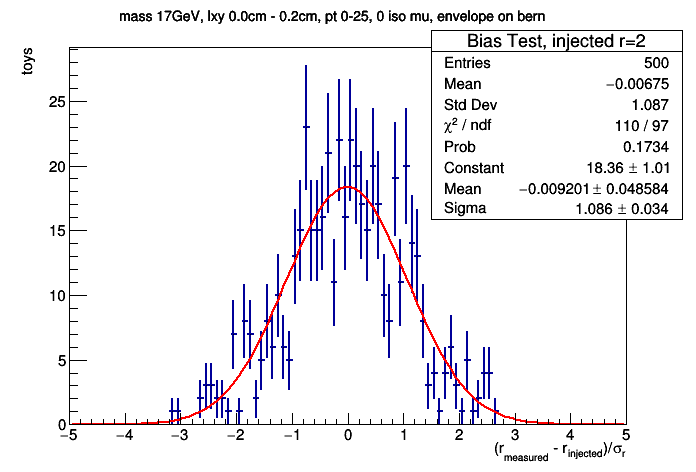 mass 17GeV, lxy 0.0cm - 0.2cm, pt 0-25, 0 iso mu, envelope on bern
Bias Test, injected r=2
Entries 500
Mean −0.00675
Std Dev 1.087
χ² / ndf 110 / 97
Prob 0.1734
Constant 18.36 ± 1.01
Mean −0.009201 ± 0.048584
Sigma 1.086 ± 0.034
toys
25
20
15
10
5
0
−5 −4 −3 −2 −1 0 1 2 3 4 5
(r_measured - r_injected)/σ_r